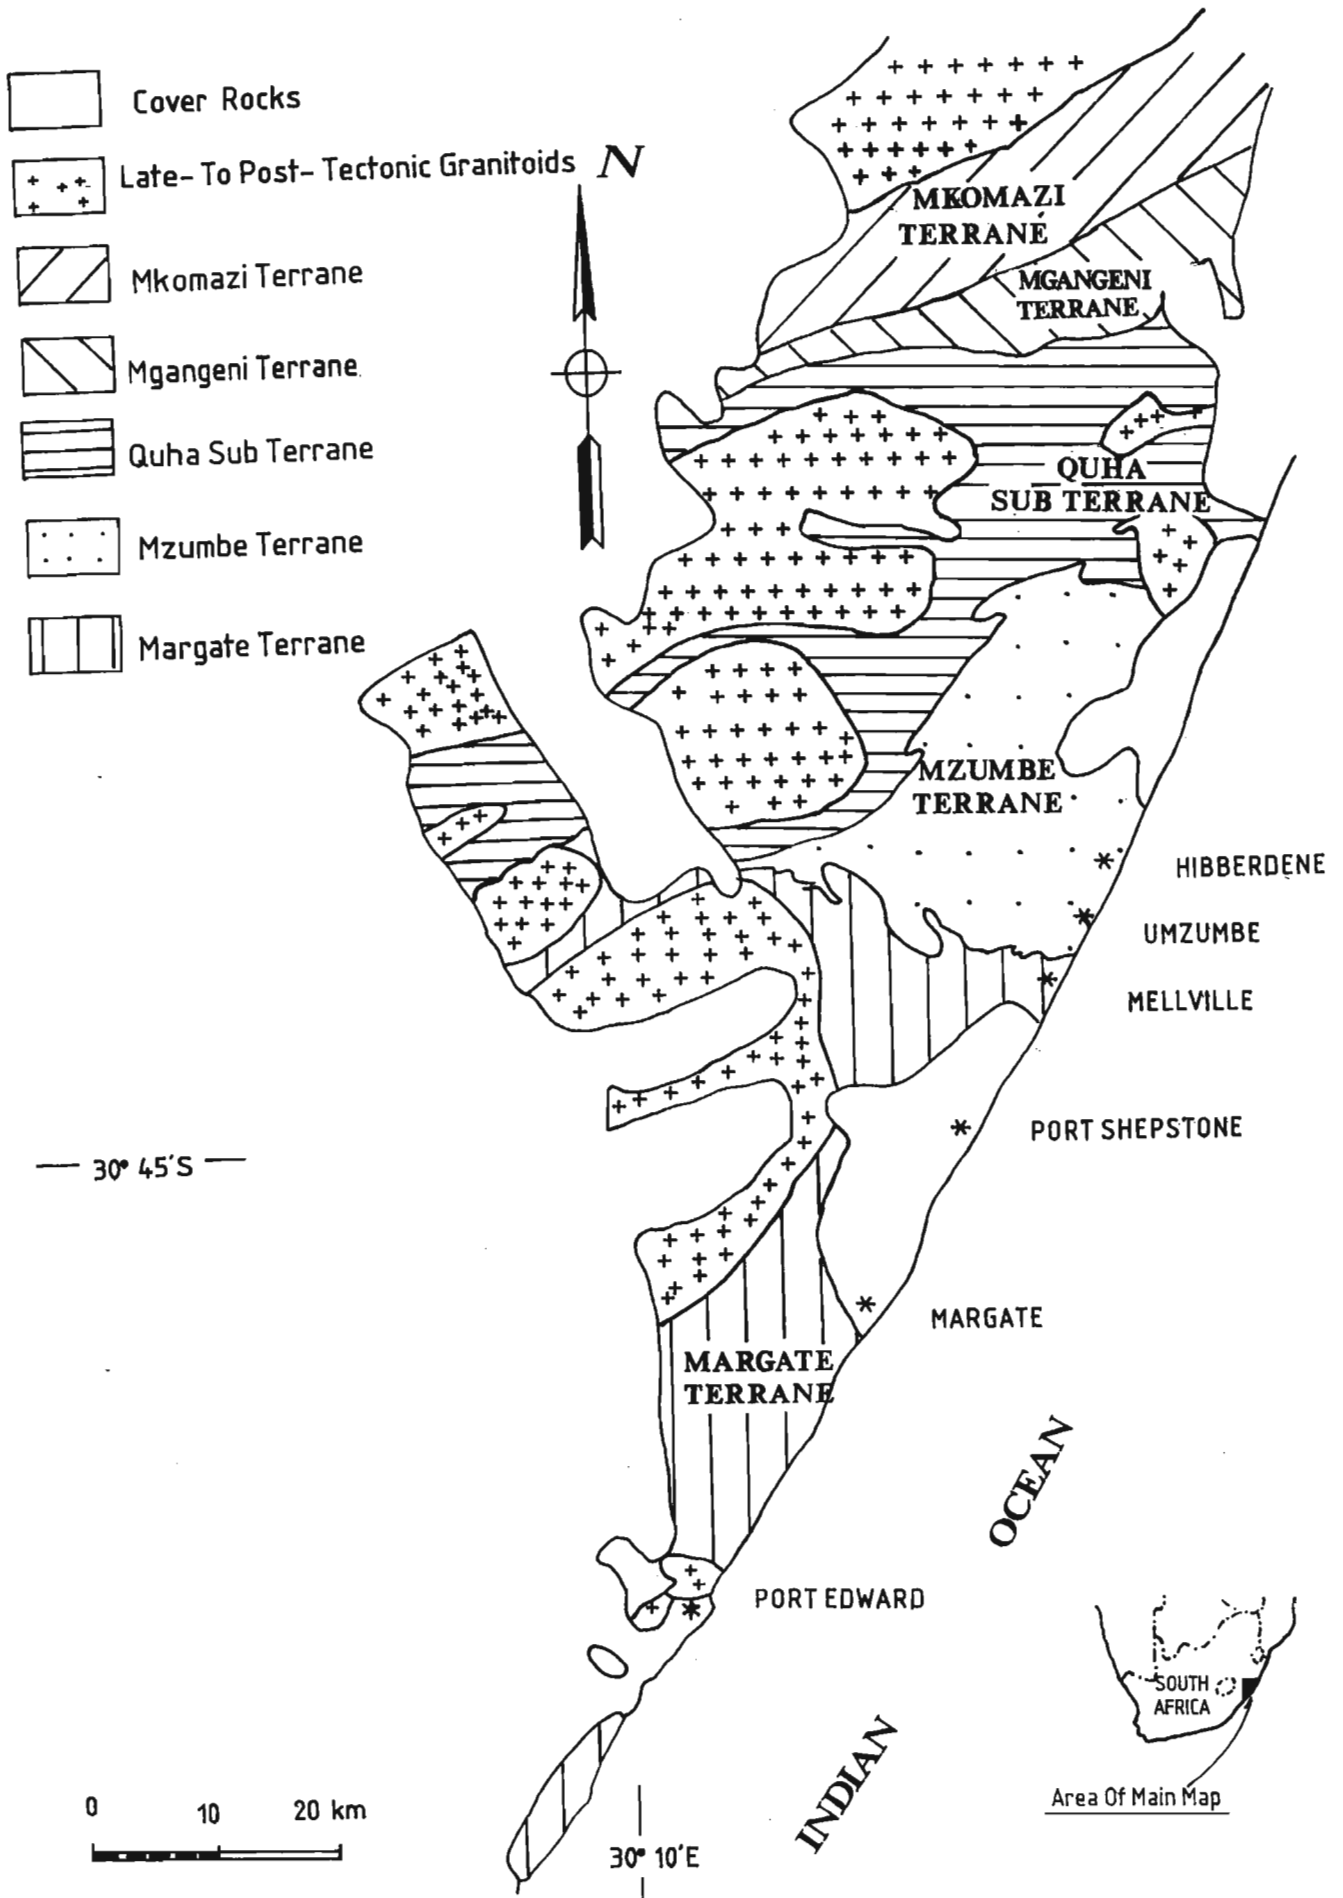 Cover Rocks
Late-To Post-Tectonic Granitoids
N
Mkomazi Terrane
Mgangeni Terrane.
Quha Sub Terrane
Mzumbe Terrane
Margate Terrane
MKOMAZI
TERRANE
MGANGENI
TERRANE
QUHA
SUB TERRANE
MZUMBE
TERRANE
HIBBERDENE
UMZUMBE
MELLVILLE
PORT SHEPSTONE
30° 45'S
MARGATE
MARGATE
TERRANE
OCEAN
PORT EDWARD
SOUTH
AFRICA
INDIAN
Area Of Main Map
0 10 20 km
30° 10'E